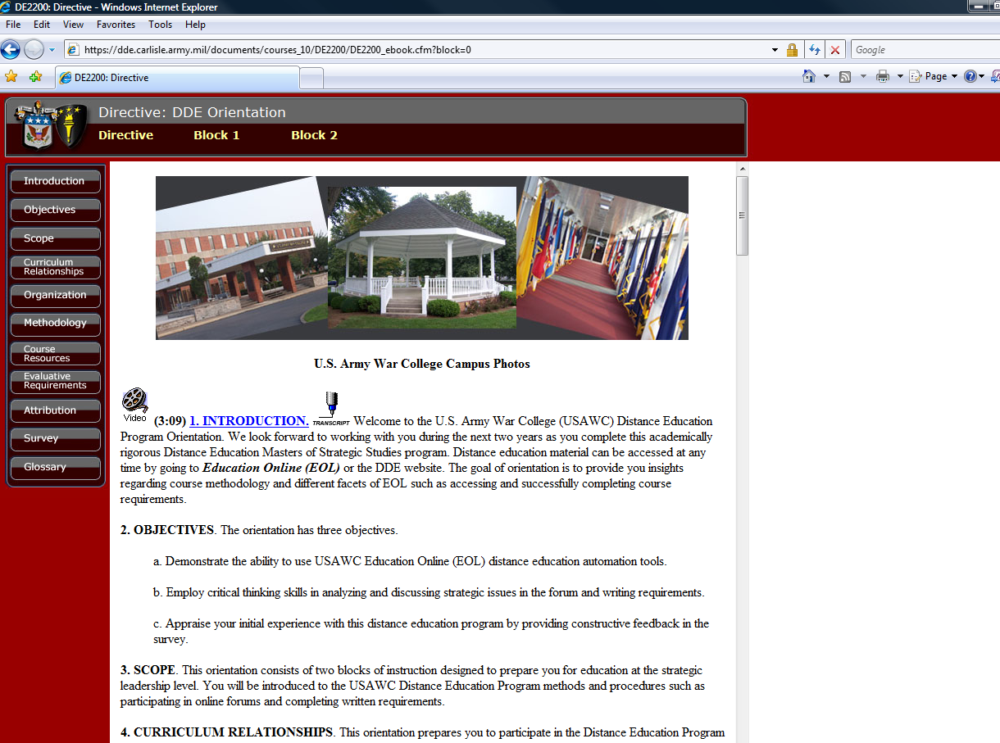 DE2200: Directive - Windows Internet Explorer
File Edit View Favorites Tools Help
https://dde.carlisle.army.mil/documents/courses_10/DE2200/DE2200_ebook.cfm?block=0
Google
DE2200: Directive
Page
Directive: DDE Orientation
Directive Block 1 Block 2
Introduction
Objectives
Scope
Curriculum
Relationships
Organization
Methodology
Course
Resources
Evaluative
Requirements
Attribution
Survey
Glossary
U.S. Army War College Campus Photos
Video (3:09) 1. INTRODUCTION. TRANSCRIPT Welcome to the U.S. Army War College (USAWC) Distance Education
Program Orientation. We look forward to working with you during the next two years as you complete this academically
rigorous Distance Education Masters of Strategic Studies program. Distance education material can be accessed at any
time by going to Education Online (EOL) or the DDE website. The goal of orientation is to provide you insights
regarding course methodology and different facets of EOL such as accessing and successfully completing course
requirements.
2. OBJECTIVES. The orientation has three objectives.
a. Demonstrate the ability to use USAWC Education Online (EOL) distance education automation tools.
b. Employ critical thinking skills in analyzing and discussing strategic issues in the forum and writing requirements.
c. Appraise your initial experience with this distance education program by providing constructive feedback in the
survey.
3. SCOPE. This orientation consists of two blocks of instruction designed to prepare you for education at the strategic
leadership level. You will be introduced to the USAWC Distance Education Program methods and procedures such as
participating in online forums and completing written requirements.
4. CURRICULUM RELATIONSHIPS. This orientation prepares you to participate in the Distance Education Program